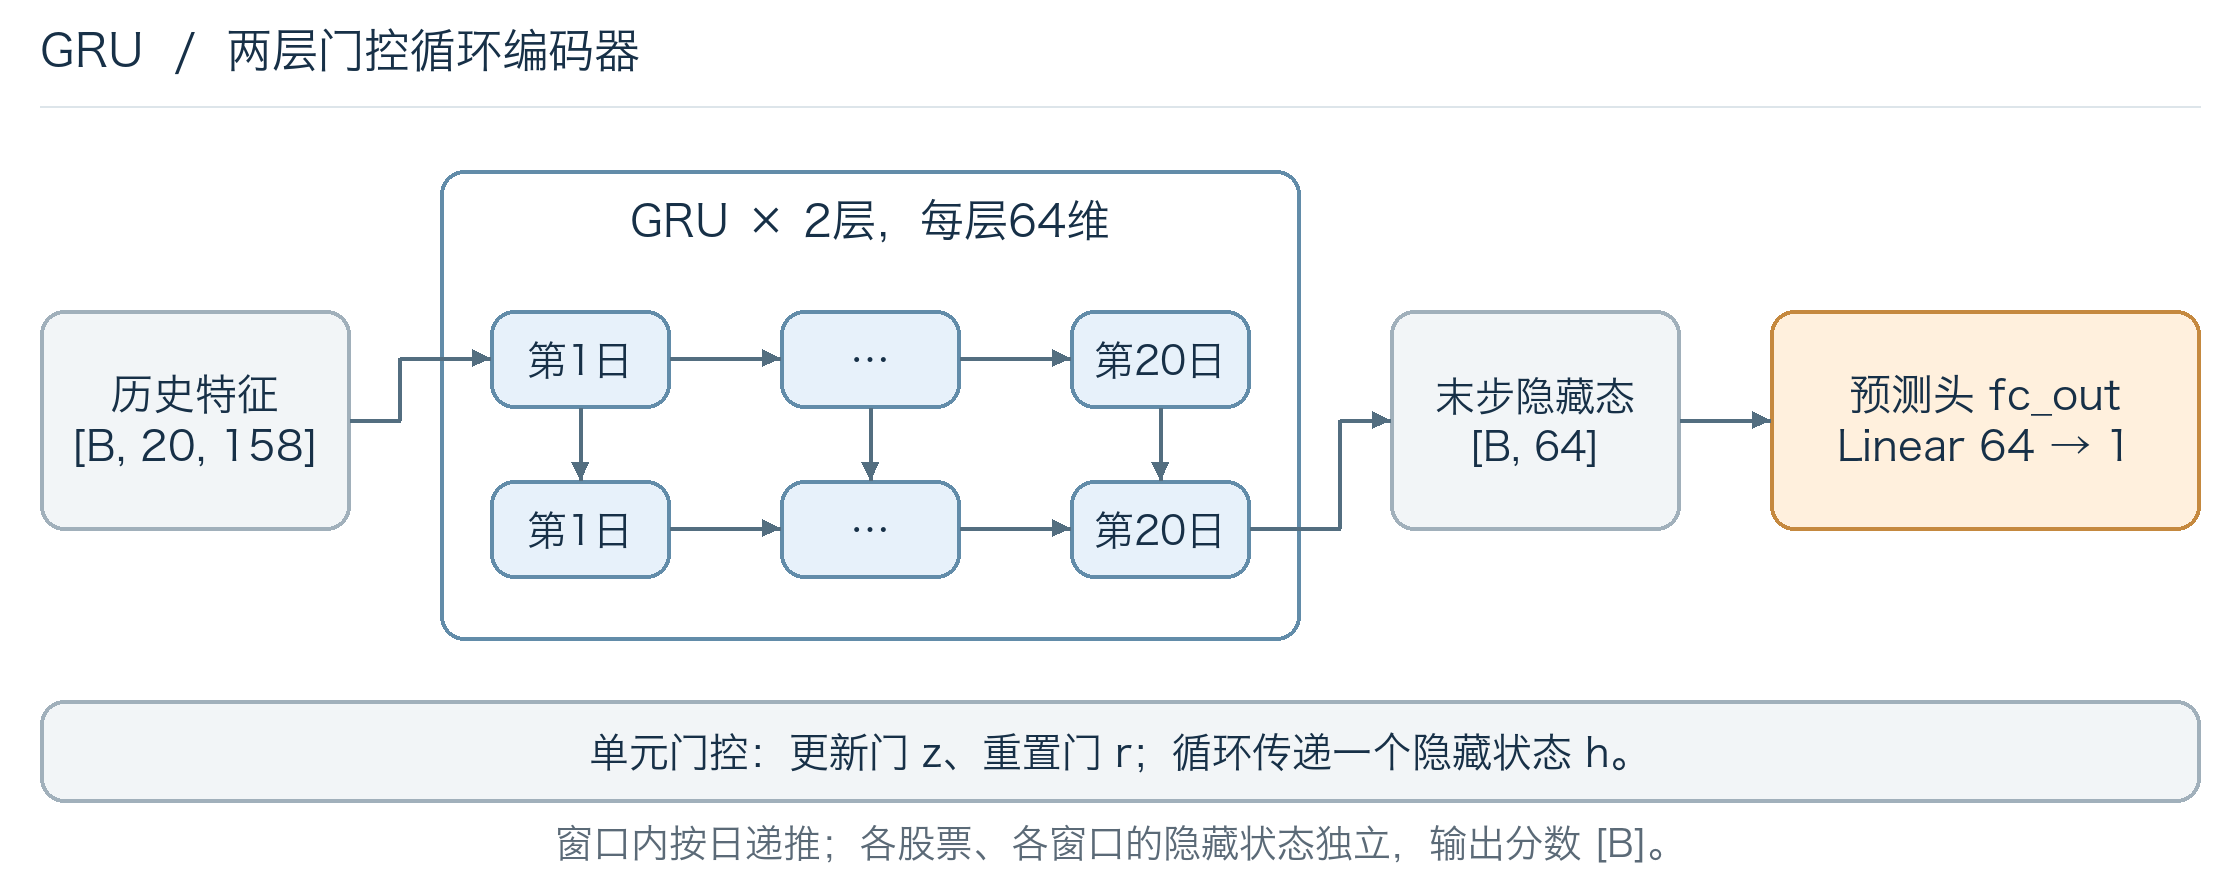 GRU / 两层门控循环编码器
GRU × 2层，每层64维
历史特征
[B, 20, 158]
第1日
···
第20日
第1日
···
第20日
末步隐藏态
[B, 64]
预测头 fc_out
Linear 64 → 1
单元门控：更新门 z、重置门 r；循环传递一个隐藏状态 h。
窗口内按日递推；各股票、各窗口的隐藏状态独立，输出分数 [B]。